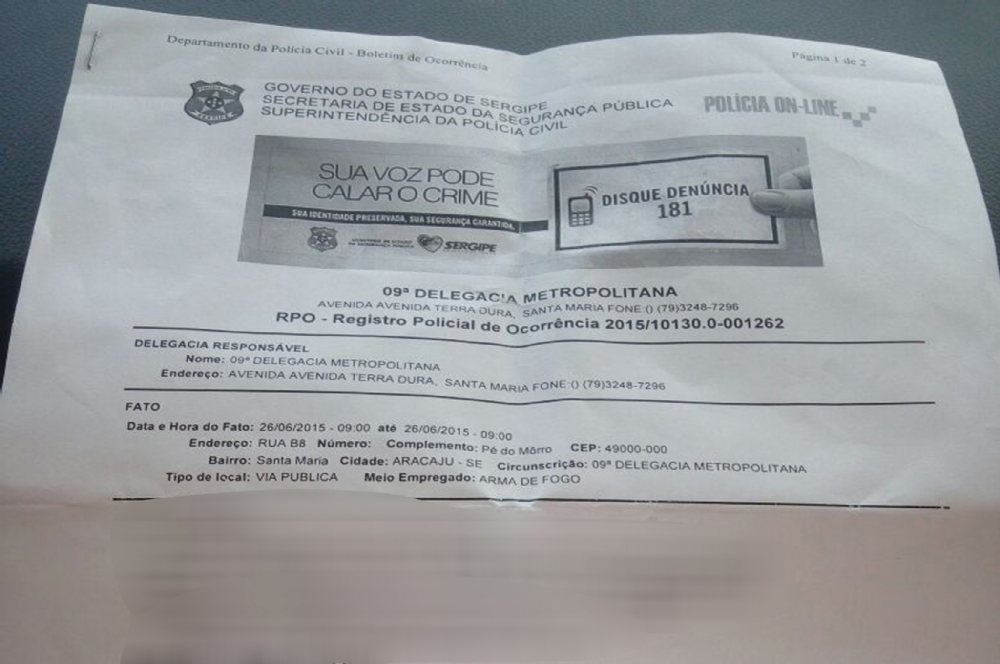 Departamento da Polícia Civil - Boletim de Ocorrência
Página 1 de 2
GOVERNO DO ESTADO DE SERGIPE
SECRETARIA DE ESTADO DA SEGURANÇA PÚBLICA
SUPERINTENDÊNCIA DA POLÍCIA CIVIL
POLÍCIA ON-LINE
SUA VOZ PODE
CALAR O CRIME
SUA IDENTIDADE PRESERVADA, SUA SEGURANÇA GARANTIDA.
SERGIPE
DISQUE DENÚNCIA
181
09ª DELEGACIA METROPOLITANA
AVENIDA AVENIDA TERRA DURA, SANTA MARIA FONE:() (79)3248-7296
RPO - Registro Policial de Ocorrência 2015/10130.0-001262
DELEGACIA RESPONSÁVEL
Nome: 09ª DELEGACIA METROPOLITANA
Endereço: AVENIDA AVENIDA TERRA DURA, SANTA MARIA FONE:() (79)3248-7296
FATO
Data e Hora do Fato: 26/06/2015 - 09:00 até 26/06/2015 - 09:00
Endereço: RUA B8 Número: Complemento: Pé do Môrro CEP: 49000-000
Bairro: Santa Maria Cidade: ARACAJU - SE Circunscrição: 09ª DELEGACIA METROPOLITANA
Tipo de local: VIA PUBLICA Meio Empregado: ARMA DE FOGO